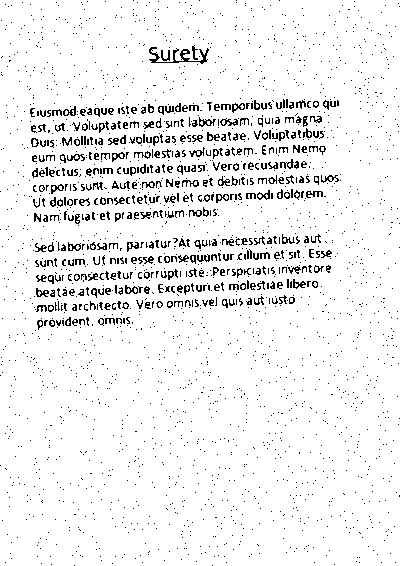 Surety
Eiusmod eaque iste ab quidem. Temporibus ullamco qui
est, ut. Voluptatem sed sint laboriosam, quia magna
Duis. Mollitia sed voluptas esse beatae. Voluptatibus
eum quos tempor molestias voluptatem. Enim Nemo
delectus, enim cupiditate quasi. Vero recusandae.
corporis sunt. Aute non Nemo et debitis molestias quos.
Ut dolores consectetur vel et corporis modi dolorem.
Nam fugiat et praesentium nobis.
Sed laboriosam, pariatur? At quia necessitatibus aut
sunt cum. Ut nisi esse consequuntur cillum et sit. Esse
sequi consectetur corrupti iste. Perspiciatis inventore
beatae atque labore. Excepturi et molestiae libero
mollit architecto. Vero omnis vel quis aut iusto
provident, omnis.